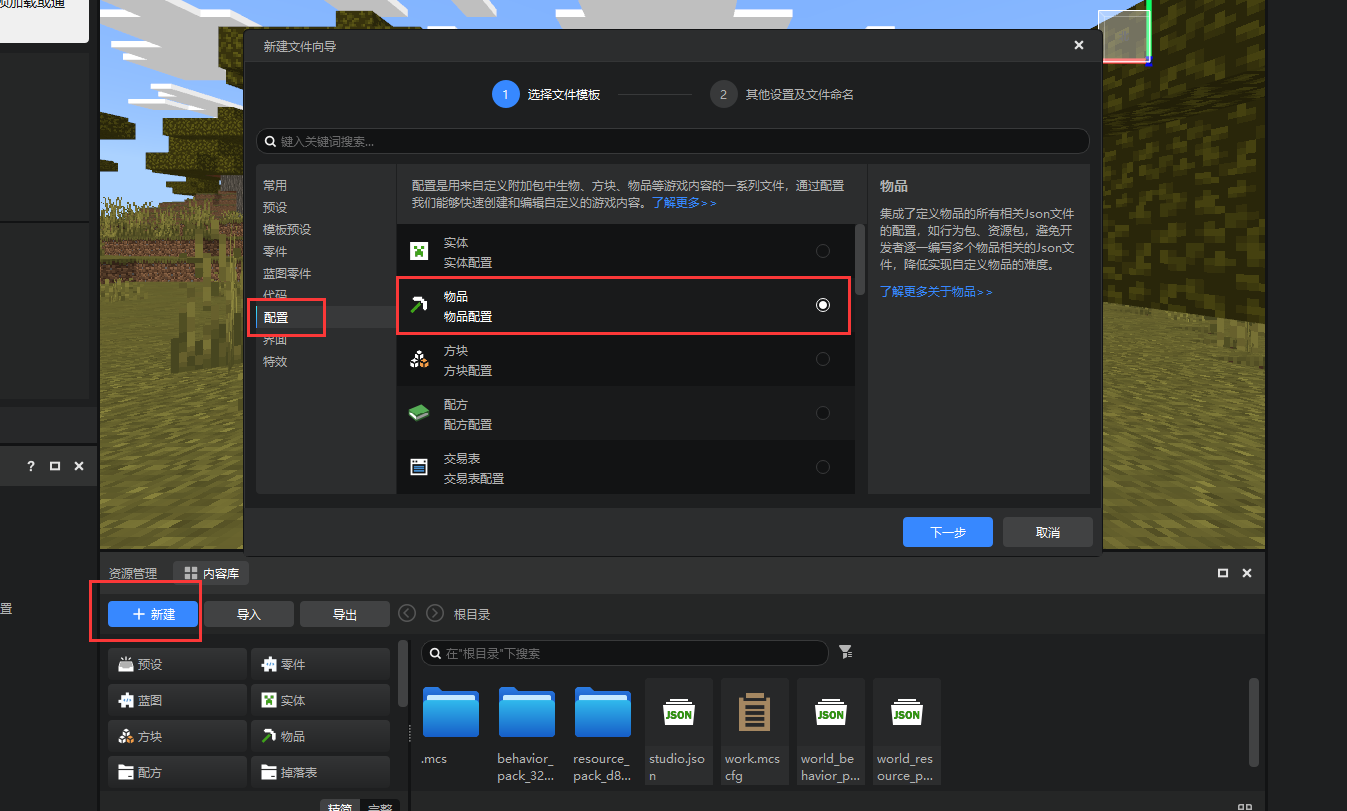 新建文件向导
1 选择文件模板
2 其他设置及文件命名
键入关键词搜索...
常用
预设
模板预设
零件
蓝图零件
代码
配置
界面
特效
配置是用来自定义附加包中生物、方块、物品等游戏内容的一系列文件，通过配置
我们能够快速创建和编辑自定义的游戏内容。了解更多>>
实体
实体配置
物品
物品配置
方块
方块配置
配方
配方配置
交易表
交易表配置
物品
集成了定义物品的所有相关Json文件
的配置，如行为包、资源包，避免开
发者逐一编写多个物品相关的Json文
件，降低实现自定义物品的难度。
了解更多关于物品>>
下一步
取消
?
置
资源管理
内容库
新建
导入
导出
根目录
预设
零件
蓝图
实体
方块
物品
配方
掉落表
精简
完整
在"根目录"下搜索
.mcs
behavior_
pack_32...
resource_
pack_d8...
JSON
studio.jso
n
work.mcs
cfg
JSON
world_be
havior_p...
JSON
world_res
ource_p...